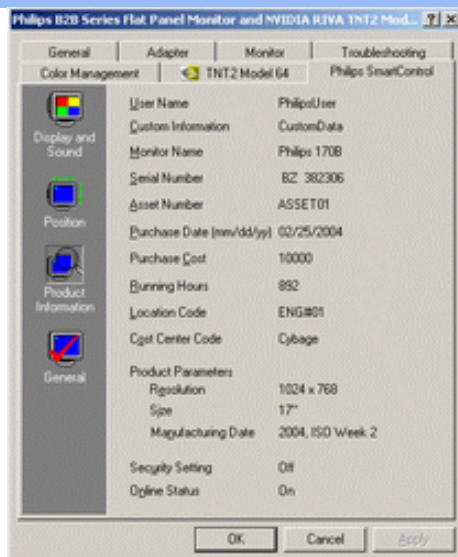 Philips B2B Series Flat Panel Monitor and NVIDIA RIVA TNT2 Mod... ? X
General Adapter Monitor Troubleshooting
Color Management TNT2 Model 64 Philips SmartControl
Display and
Sound
Position
Product
Information
General
User Name PhilipsUser
Custom Information CustomData
Monitor Name Philips 170B
Serial Number BZ 382306
Asset Number ASSET01
Purchase Date (mm/dd/yy) 02/25/2004
Purchase Cost 10000
Running Hours 892
Location Code ENG#01
Cost Center Code Cybage
Product Parameters
Resolution 1024 x 768
Size 17"
Manufacturing Date 2004, ISO Week 2
Security Setting Off
Online Status On
OK Cancel Apply